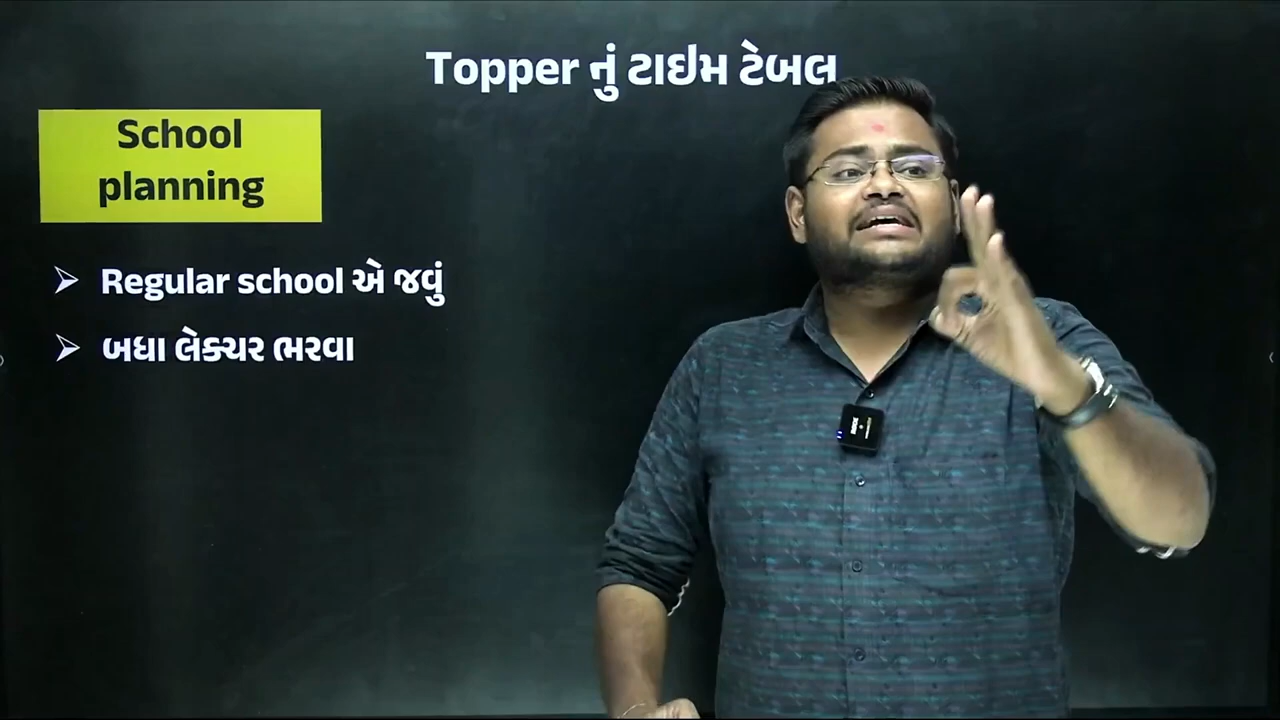 Topper નું ટાઇમ ટેબલ
School
planning
Regular school એ જવું
બધા લેક્ચર ભરવા